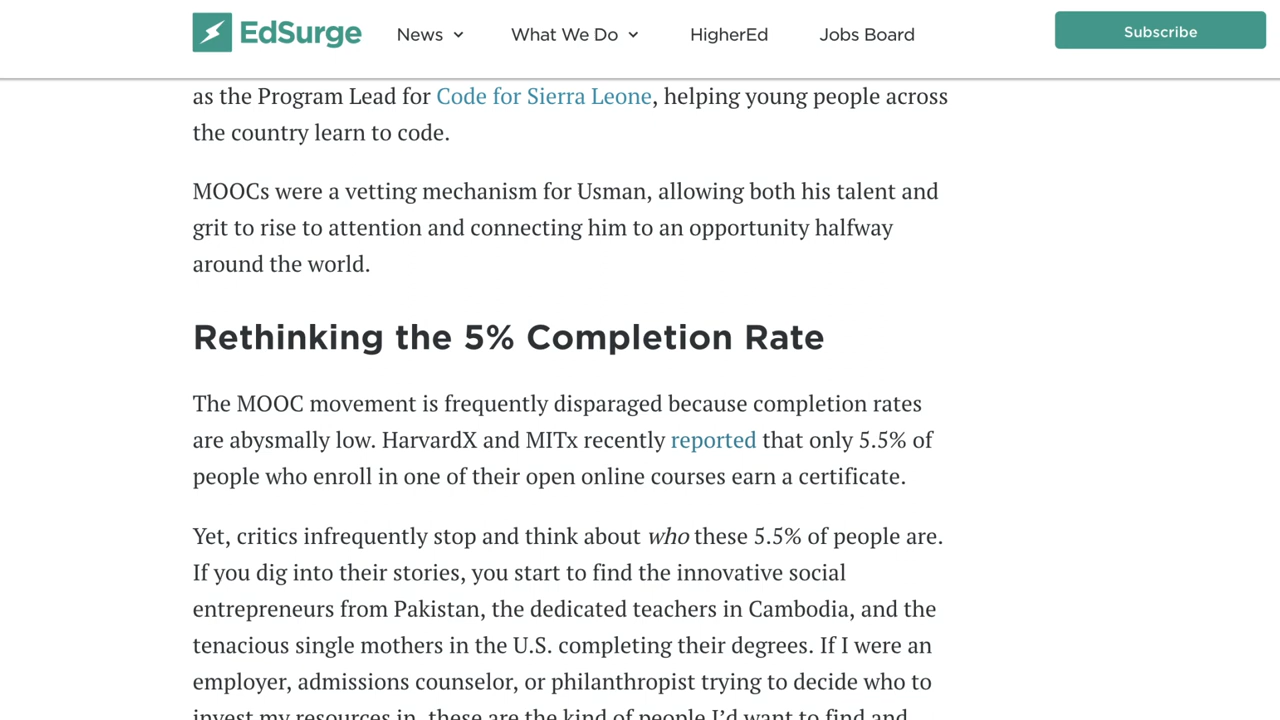 EdSurge News What We Do HigherEd Jobs Board Subscribe
as the Program Lead for Code for Sierra Leone, helping young people across
the country learn to code.
MOOCs were a vetting mechanism for Usman, allowing both his talent and
grit to rise to attention and connecting him to an opportunity halfway
around the world.
Rethinking the 5% Completion Rate
The MOOC movement is frequently disparaged because completion rates
are abysmally low. HarvardX and MITx recently reported that only 5.5% of
people who enroll in one of their open online courses earn a certificate.
Yet, critics infrequently stop and think about who these 5.5% of people are.
If you dig into their stories, you start to find the innovative social
entrepreneurs from Pakistan, the dedicated teachers in Cambodia, and the
tenacious single mothers in the U.S. completing their degrees. If I were an
employer, admissions counselor, or philanthropist trying to decide who to
invest my resources in, these are the kind of people I'd want to find and